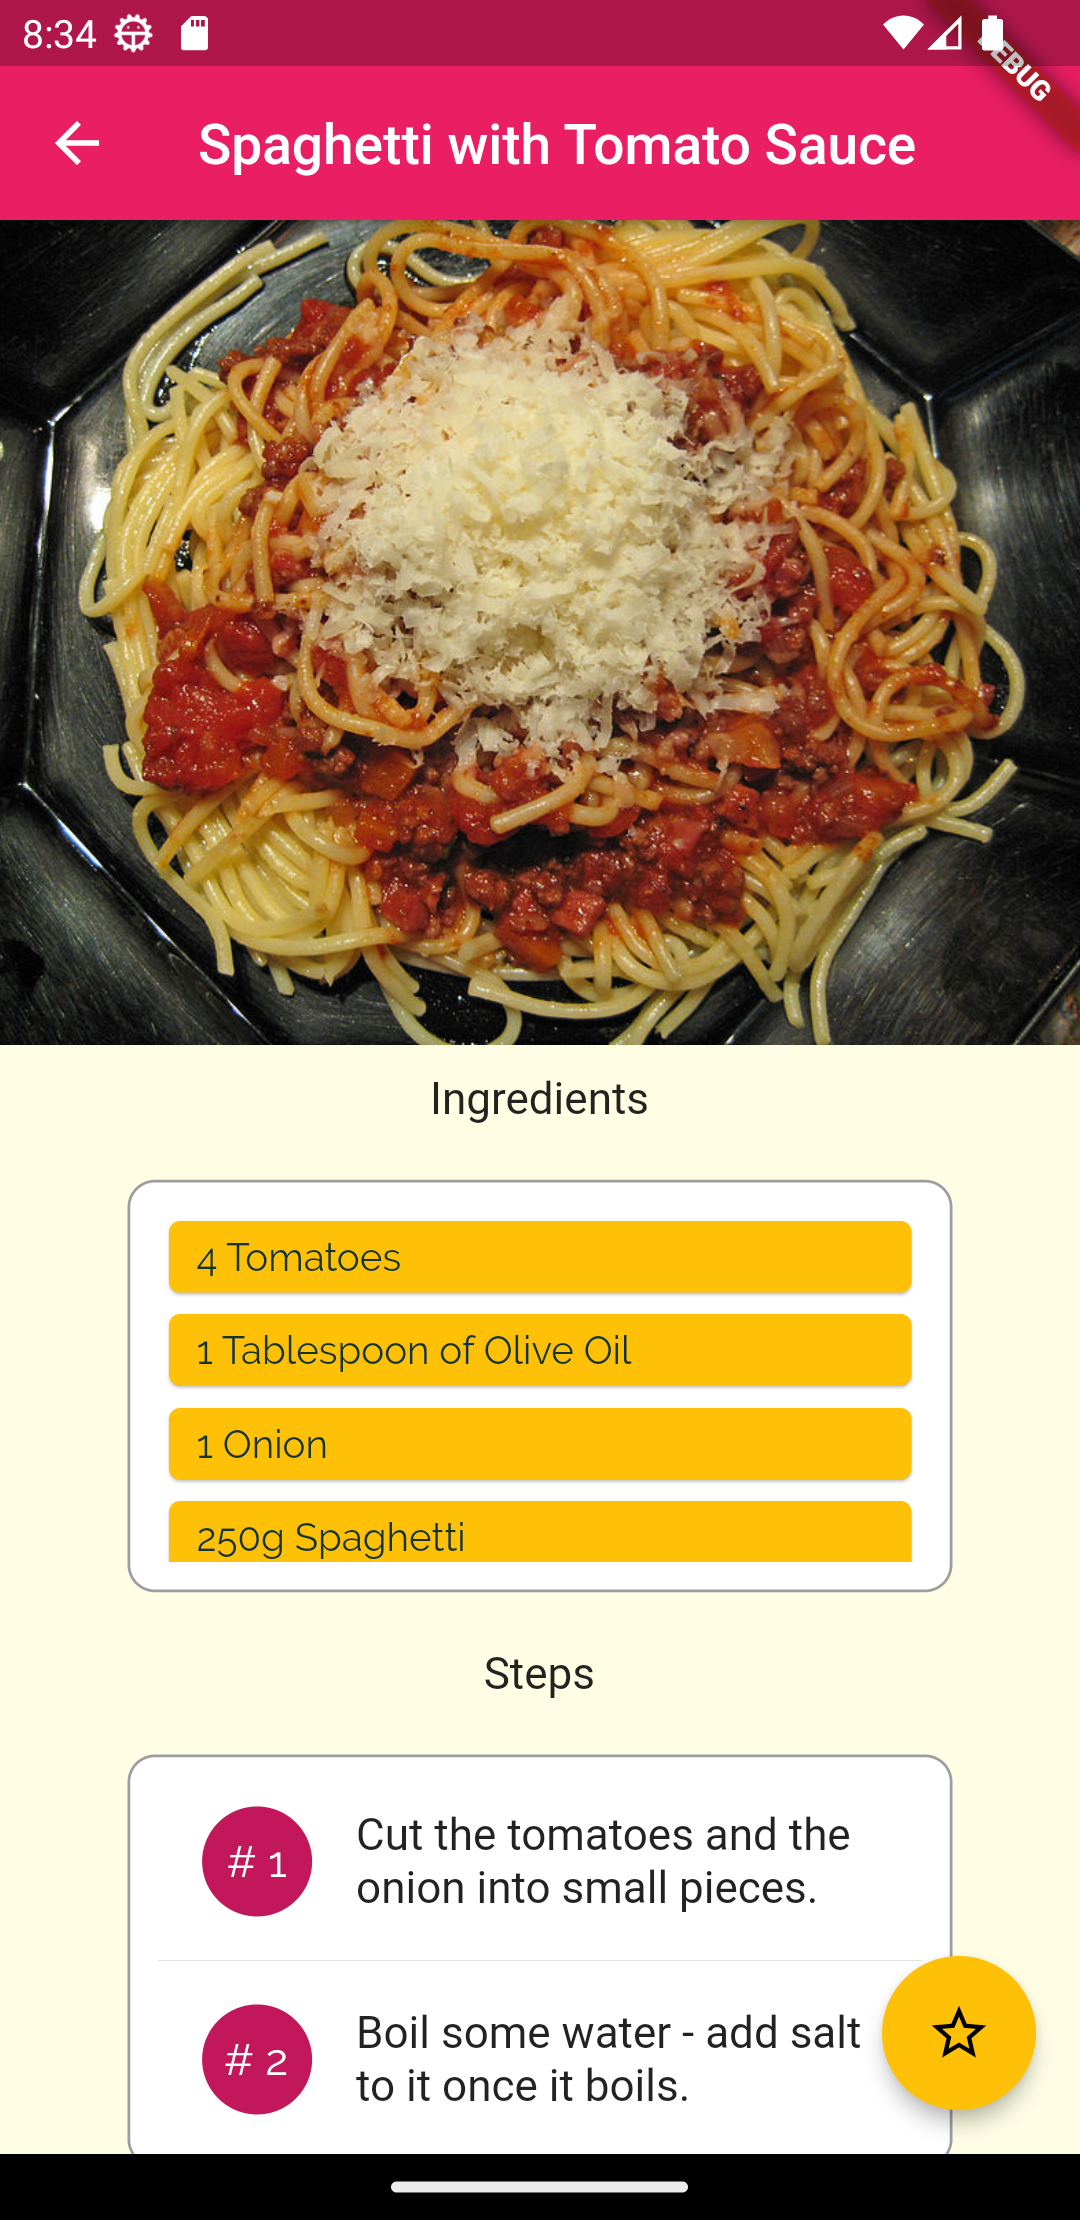 8:34
DEBUG
Spaghetti with Tomato Sauce
Ingredients
4 Tomatoes
1 Tablespoon of Olive Oil
1 Onion
250g Spaghetti
Steps
# 1
Cut the tomatoes and the
onion into small pieces.
# 2
Boil some water - add salt
to it once it boils.